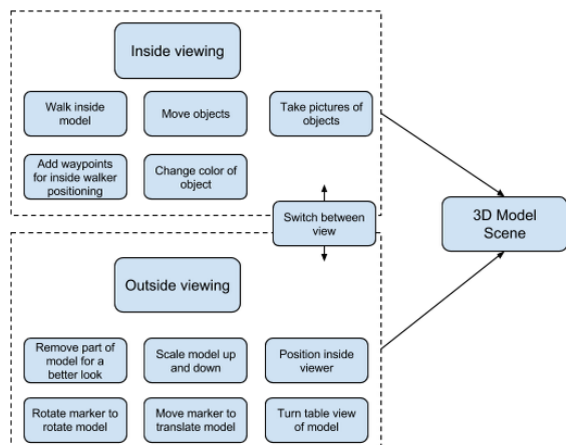 Inside viewing
Walk inside
model
Move objects
Take pictures of
objects
Add waypoints
for inside walker
positioning
Change color of
object
Switch between
view
3D Model
Scene
Outside viewing
Remove part of
model for a
better look
Scale model up
and down
Position inside
viewer
Rotate marker to
rotate model
Move marker to
translate model
Turn table view
of model